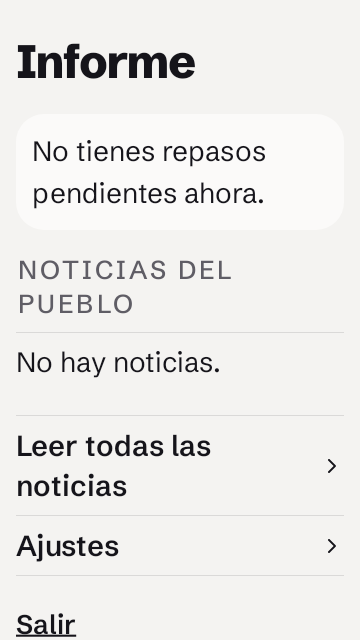 Informe
No tienes repasos
pendientes ahora.
NOTICIAS DEL
PUEBLO
No hay noticias.
Leer todas las
noticias
Ajustes
Salir